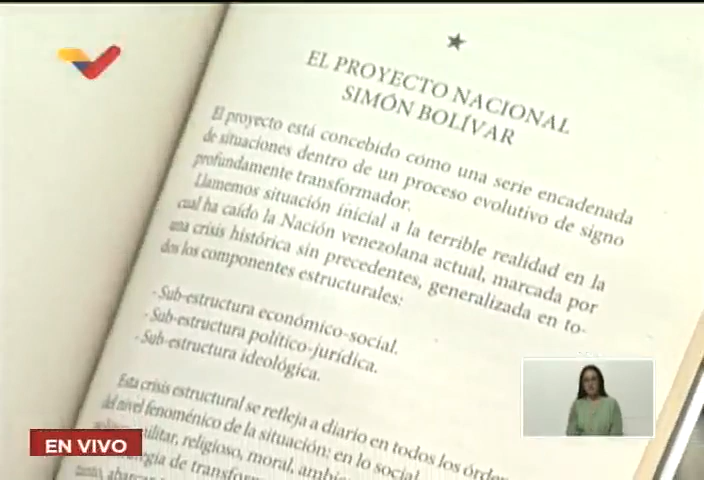 EL PROYECTO NACIONAL
SIMÓN BOLÍVAR
El proyecto está concebido como una serie encadenada
de situaciones dentro de un proceso evolutivo de signo
profundamente transformador.
Llamemos situación inicial a la terrible realidad en la
cual ha caído la Nación venezolana actual, marcada por
una crisis histórica sin precedentes, generalizada en to-
dos los componentes estructurales:
-Sub-estructura económico-social.
-Sub-estructura político-jurídica.
-Sub-estructura ideológica.
Esta crisis estructural se refleja a diario en todos los
del nivel fenoménico de la situación: en lo social,
militar, religioso, moral,
de
EN VIVO